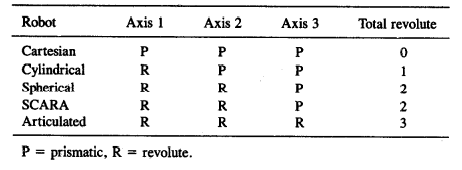 Robot Axis 1 Axis 2 Axis 3 Total revolute
Cartesian P P P 0
Cylindrical R P P 1
Spherical R R P 2
SCARA R R P 2
Articulated R R R 3
P = prismatic, R = revolute.